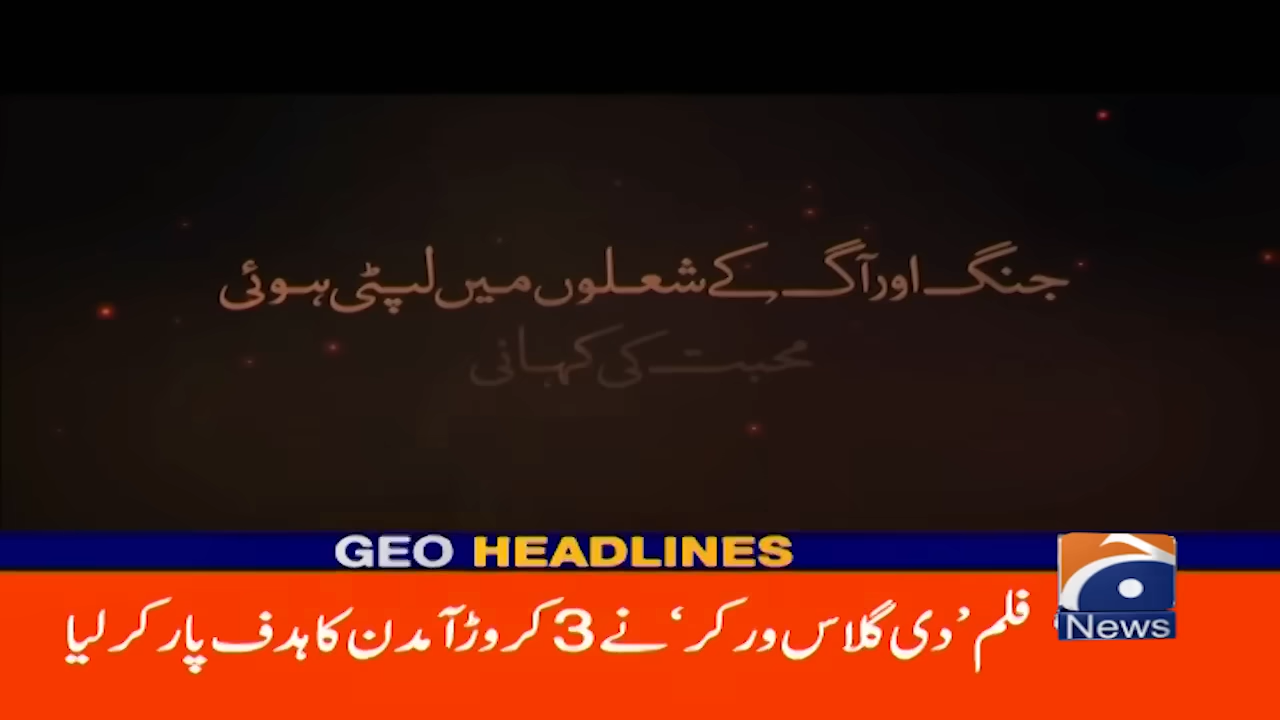 جنگ اور آگ کے شعلوں میں لپٹی ہوئی
محبت کی کہانی
GEO HEADLINES
News
فلم ’دی گلاس ورکر‘ نے 3 کروڑ آمدن کا ہدف پار کر لیا